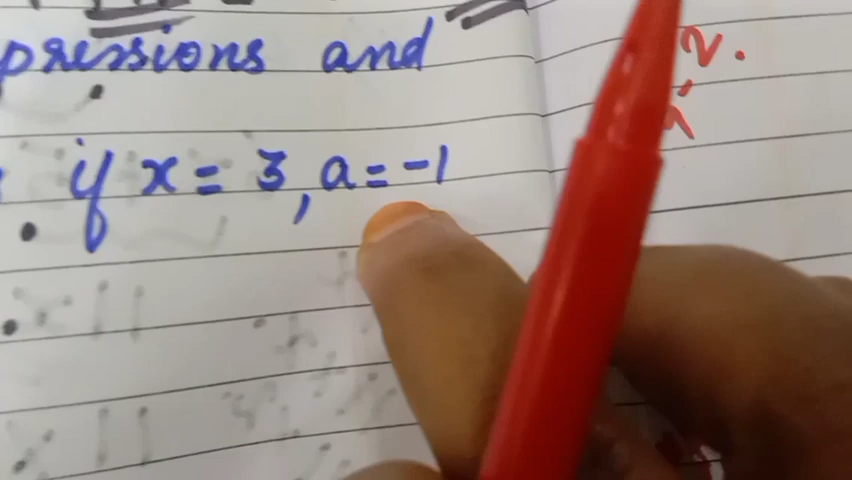 pressions and
if x = 3, a = -1